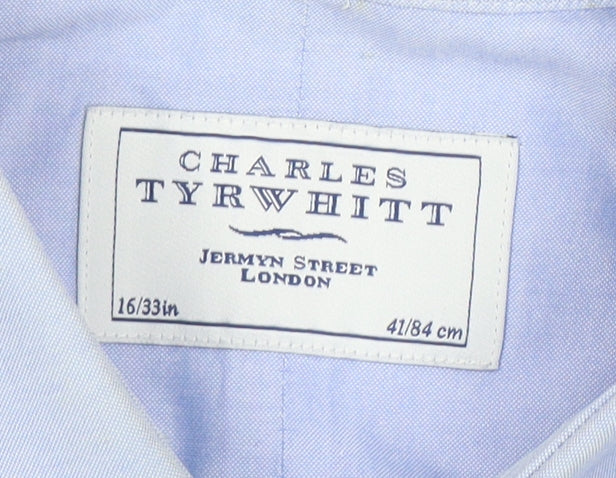 CHARLES
TYRWHITT
JERMYN STREET
LONDON
16/33in
41/84 cm